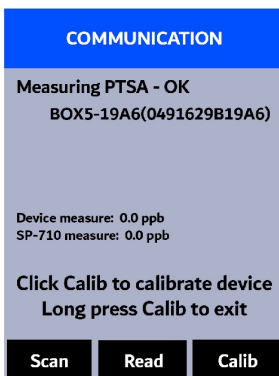 COMMUNICATION
Measuring PTSA - OK
BOX5-19A6(0491629B19A6)
Device measure: 0.0 ppb
SP-710 measure: 0.0 ppb
Click Calib to calibrate device
Long press Calib to exit
Scan Read Calib